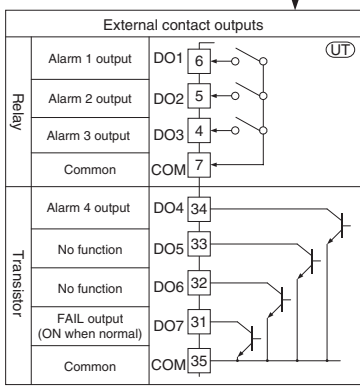 External contact outputs
UT
Relay
Alarm 1 output DO1 6
Alarm 2 output DO2 5
Alarm 3 output DO3 4
Common COM 7
Transistor
Alarm 4 output DO4 34
No function DO5 33
No function DO6 32
FAIL output
(ON when normal) DO7 31
Common COM 35